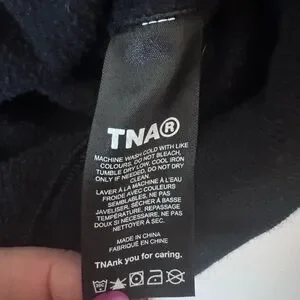 TNA®
MACHINE WASH COLD WITH LIKE
COLOURS, DO NOT BLEACH,
TUMBLE DRY LOW, COOL IRON
ONLY IF NEEDED, DO NOT DRY
CLEAN.
LAVER À LA MACHINE À L'EAU
FROIDE AVEC COULEURS
SEMBLABLES, NE PAS
JAVELISER, SÉCHER À BASSE
TEMPÉRATURE, REPASSAGE
DOUX SI NÉCESSAIRE, NE PAS
NETTOYER À SEC.
MADE IN CHINA
FABRIQUÉ EN CHINE
TNAnk you for caring.